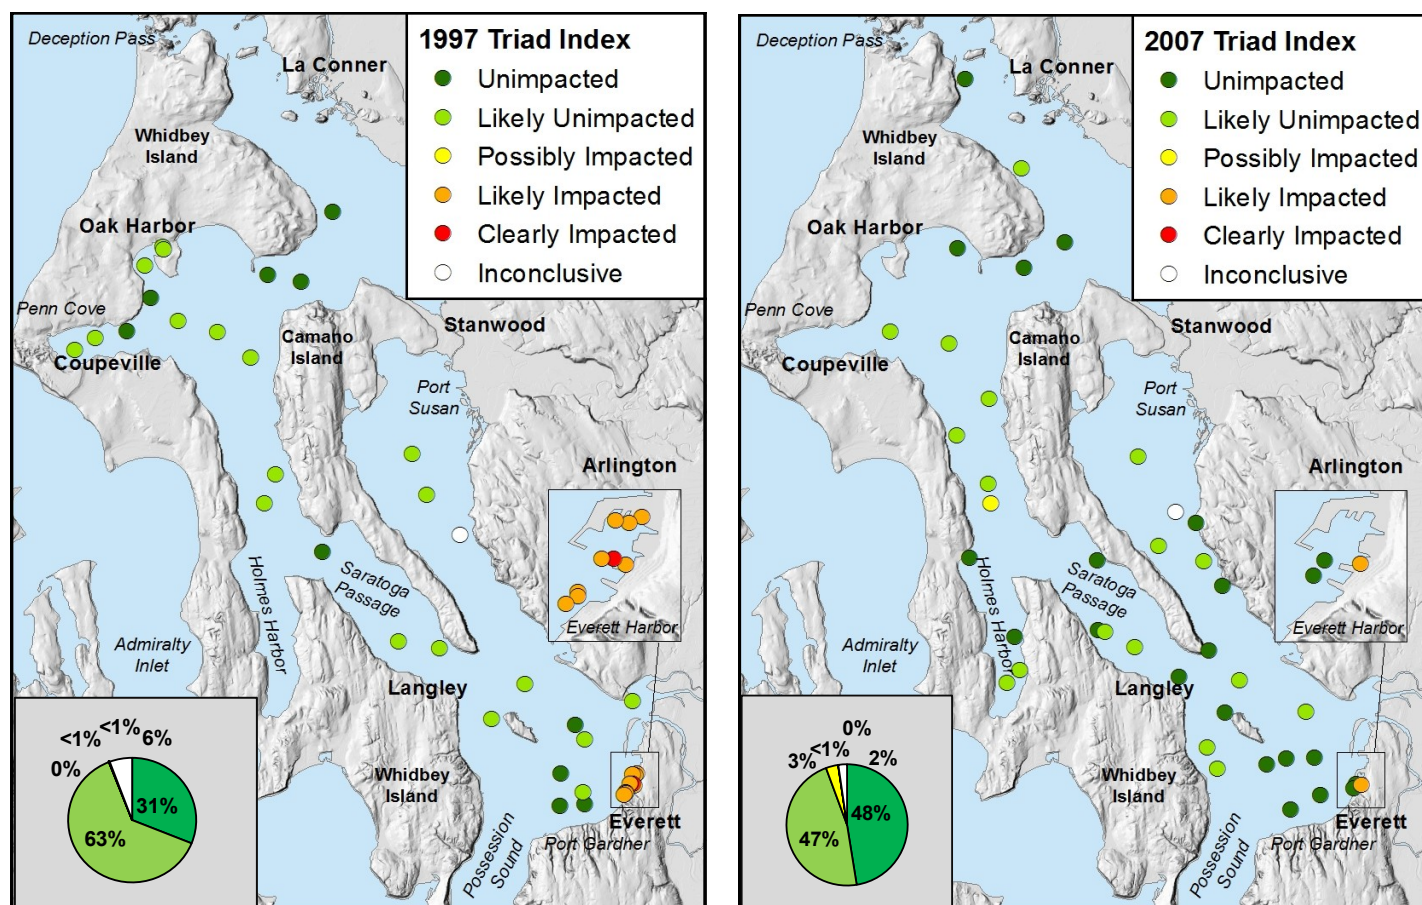 1997 Triad Index
Unimpacted
Likely Unimpacted
Possibly Impacted
Likely Impacted
Clearly Impacted
Inconclusive
Deception Pass
La Conner
Whidbey
Island
Oak Harbor
Penn Cove
Coupeville
Camano
Island
Stanwood
Port
Susan
Arlington
Everett Harbor
Holmes Harbor
Saratoga
Passage
Admiralty
Inlet
Langley
Whidbey
Island
Everett
Port Gardner
Possession
Sound
<1%
<1%
6%
0%
31%
63%
2007 Triad Index
Unimpacted
Likely Unimpacted
Possibly Impacted
Likely Impacted
Clearly Impacted
Inconclusive
Deception Pass
La Conner
Whidbey
Island
Oak Harbor
Penn Cove
Coupeville
Camano
Island
Stanwood
Port
Susan
Arlington
Everett Harbor
Holmes Harbor
Saratoga
Passage
Admiralty
Inlet
Langley
Whidbey
Island
Everett
Port Gardner
Possession
Sound
0%
<1%
3%
2%
48%
47%